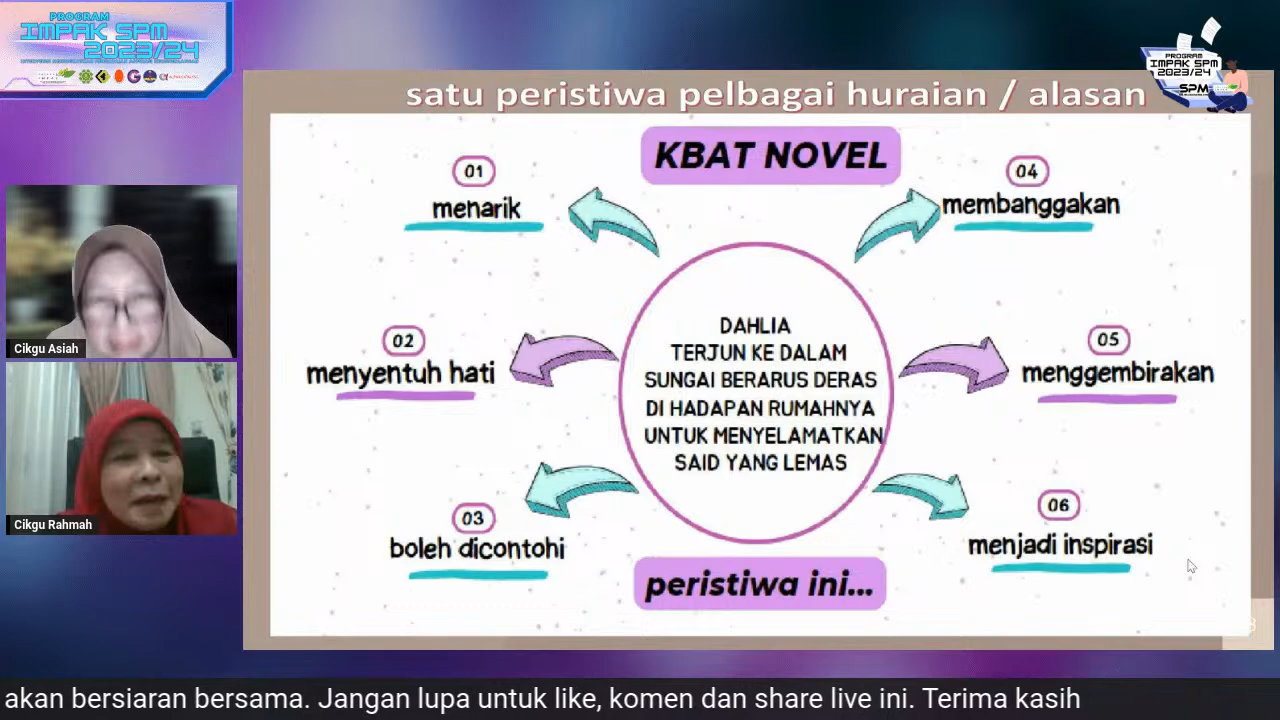 PROGRAM
IMPAK SPM
2023/24
PROGRAM
IMPAK SPM
2023/24
SPM
satu peristiwa pelbagai huraian / alasan
KBAT NOVEL
01
menarik
04
membanggakan
02
menyentuh hati
05
menggembirakan
DAHLIA
TERJUN KE DALAM
SUNGAI BERARUS DERAS
DI HADAPAN RUMAHNYA
UNTUK MENYELAMATKAN
SAID YANG LEMAS
03
boleh dicontohi
06
menjadi inspirasi
peristiwa ini...
Cikgu Asiah
Cikgu Rahmah
akan bersiaran bersama. Jangan lupa untuk like, komen dan share live ini. Terima kasih